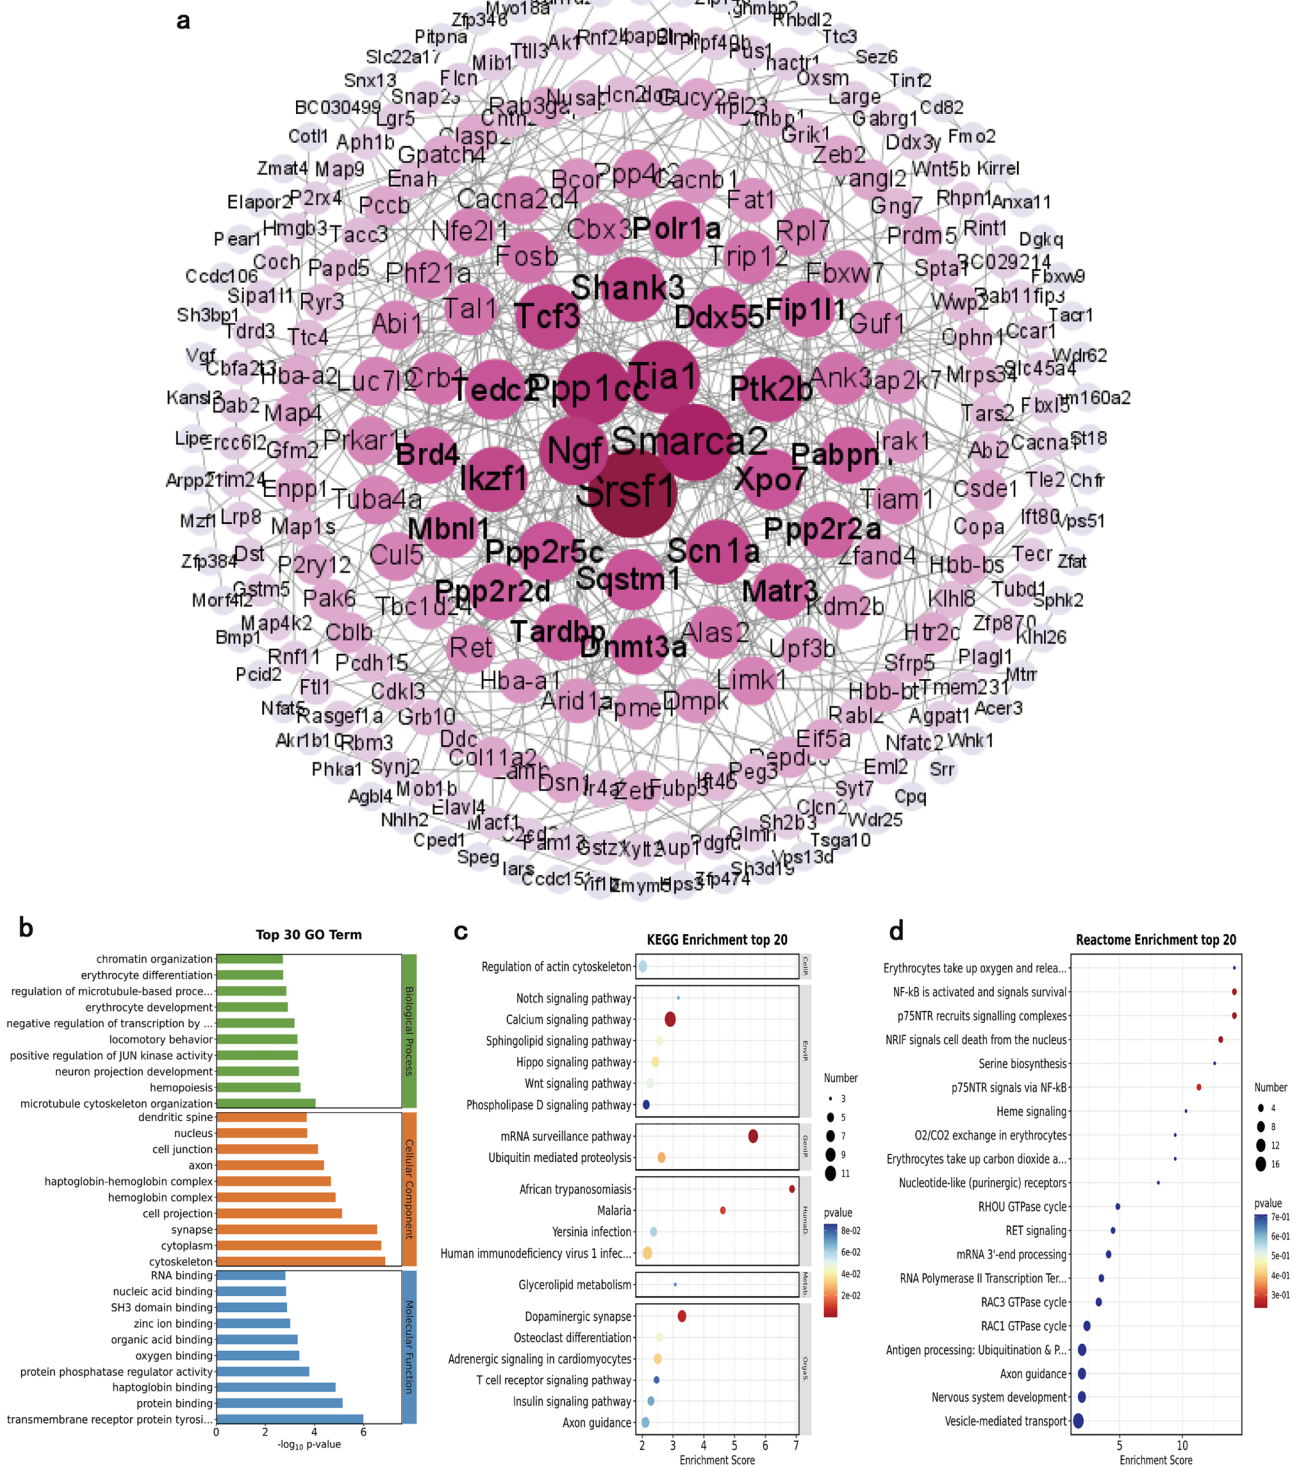 a
Myo18a
Zfp346
Rhbdl2
Pitpna
Ttll3
Pus1
Ttc3
Slc22a17
Mib1
Sez6
Snx13
Flcn
Oxsm
Tinf2
BC030499
Large
Cd82
Lgr5
Gucy2e
Gabrg1
Cotl1
Aph1b
Clasp2
Grik1
Ddx3y
Fmo2
Zmat4
Map9
Gpatch4
Ppp4r2
Zeb2
Wnt5b
Kirrel
Enah
Bcor
Cacnb1
Vangl2
Elapor2
P2rx4
Pccb
Cacna2d4
Fat1
Gng7
Rhpn1
Anxa11
Pear1
Hmgb3
Tacc3
Nfe2l1
Cbx3
Polr1a
Rpl7
Prdm5
Rint1
Dgkq
Coch
Papd5
Phf21a
Fosb
Trip12
Fbxw7
BC029214
Ccdc106
Fbxw9
Sipa1l1
Ryr3
Tal1
Shank3
Fip1l1
Wwp2
Rab11fip3
Sh3bp1
Tdrd3
Ttc4
Abi1
Tcf3
Ddx55
Guf1
Ophn1
Ccar1
Tacr1
Vgf
Hba-a2
Luc7l2
Crb1
Tedc2
Ppp1cc
Tia1
Ptk2b
Ank3
Mrps34
Slc45a4
Wdr62
Dab2
Map4
Tars2
Fbxl5
Lipe
Gfm2
Brd4
Ngf
Smarca2
Irak1
Abi2
St18
Enpp1
Ikzf1
Srsf1
Xpo7
Csde1
Tle2
Chfr
Mzf1
Lrp8
Map1s
Tuba4a
Mbnl1
Ppp2r2a
Tiam1
Copa
Ift80
Vps51
Zfp384
Dst
P2ry12
Cul5
Ppp2r5c
Scn1a
Zfand4
Hbb-bs
Tecr
Zfat
Gstm5
Pak6
Tbc1d24
Ppp2r2d
Sqstm1
Matr3
Kdm2b
Klhl8
Tubd1
Sphk2
Map4k2
Cblb
Tardbp
Alas2
Htr2c
Zfp870
Bmp1
Rnf11
Pcdh15
Ret
Dnmt3a
Upf3b
Sfrp5
Plagl1
Klhl26
Pcid2
Ftl1
Cdkl3
Hba-a1
Limk1
Hbb-bt
Tmem231
Mtrr
Nfat5
Rasgef1a
Grb10
Arid1a
Dmpk
Rabl2
Agpat1
Acer3
Akr1b10
Rbm3
Ddc
Eif5a
Nfatc2
Wnk1
Phka1
Synj2
Col11a2
Peg3
Eml2
Srr
Agbl4
Mob1b
Dsn1
Fubp3
Ift46
Syt7
Cpq
Nhlh2
Elavl4
Clcn2
Wdr25
Cped1
Macf1
Glmn
Sh2b3
Tsga10
Speg
Iars
Xylt2
Aup1
Sh3d19
Vps13d
Zmym5
Hps3
Zfp474
b
Top 30 GO Term
chromatin organization
erythrocyte differentiation
regulation of microtubule-based proce...
erythrocyte development
negative regulation of transcription by ...
locomotory behavior
positive regulation of JUN kinase activity
neuron projection development
hemopoiesis
microtubule cytoskeleton organization
Biological Process
dendritic spine
nucleus
cell junction
axon
haptoglobin-hemoglobin complex
hemoglobin complex
cell projection
synapse
cytoplasm
cytoskeleton
Cellular Component
RNA binding
nucleic acid binding
SH3 domain binding
zinc ion binding
organic acid binding
oxygen binding
protein phosphatase regulator activity
haptoglobin binding
protein binding
transmembrane receptor protein tyrosi...
Molecular Function
0 2 4 6
-log10 p-value
c
KEGG Enrichment top 20
Regulation of actin cytoskeleton
CellP.
Notch signaling pathway
Calcium signaling pathway
Sphingolipid signaling pathway
Hippo signaling pathway
Wnt signaling pathway
Phospholipase D signaling pathway
EnviP.
mRNA surveillance pathway
Ubiquitin mediated proteolysis
GeniP.
African trypanosomiasis
Malaria
Yersinia infection
Human immunodeficiency virus 1 infec...
HumaD.
Glycerolipid metabolism
Metab.
Dopaminergic synapse
Osteoclast differentiation
Adrenergic signaling in cardiomyocytes
T cell receptor signaling pathway
Insulin signaling pathway
Axon guidance
OrgaS.
2 3 4 5 6 7
Enrichment Score
Number
3
5
7
9
11
pvalue
8e-02
6e-02
4e-02
2e-02
d
Reactome Enrichment top 20
Erythrocytes take up oxygen and relea...
NF-kB is activated and signals survival
p75NTR recruits signalling complexes
NRIF signals cell death from the nucleus
Serine biosynthesis
p75NTR signals via NF-kB
Heme signaling
O2/CO2 exchange in erythrocytes
Erythrocytes take up carbon dioxide a...
Nucleotide-like (purinergic) receptors
RHOU GTPase cycle
RET signaling
mRNA 3'-end processing
RNA Polymerase II Transcription Ter...
RAC3 GTPase cycle
RAC1 GTPase cycle
Antigen processing: Ubiquitination & P...
Axon guidance
Nervous system development
Vesicle-mediated transport
5 10
Enrichment Score
Number
4
8
12
16
pvalue
7e-01
6e-01
5e-01
4e-01
3e-01